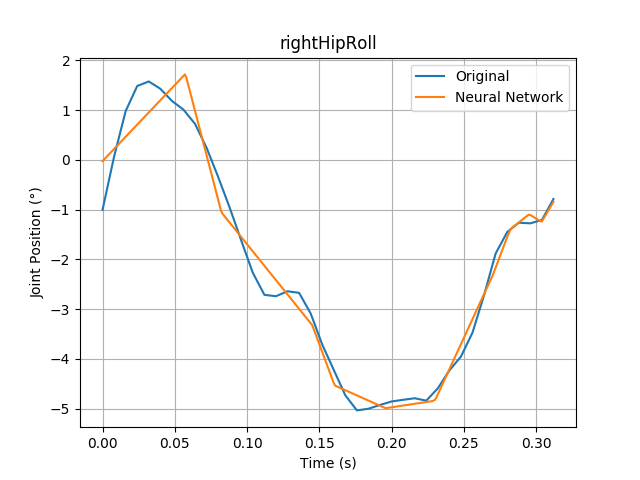 rightHipRoll
Original
Neural Network
Joint Position (°)
2
1
0
−1
−2
−3
−4
−5
0.00 0.05 0.10 0.15 0.20 0.25 0.30
Time (s)